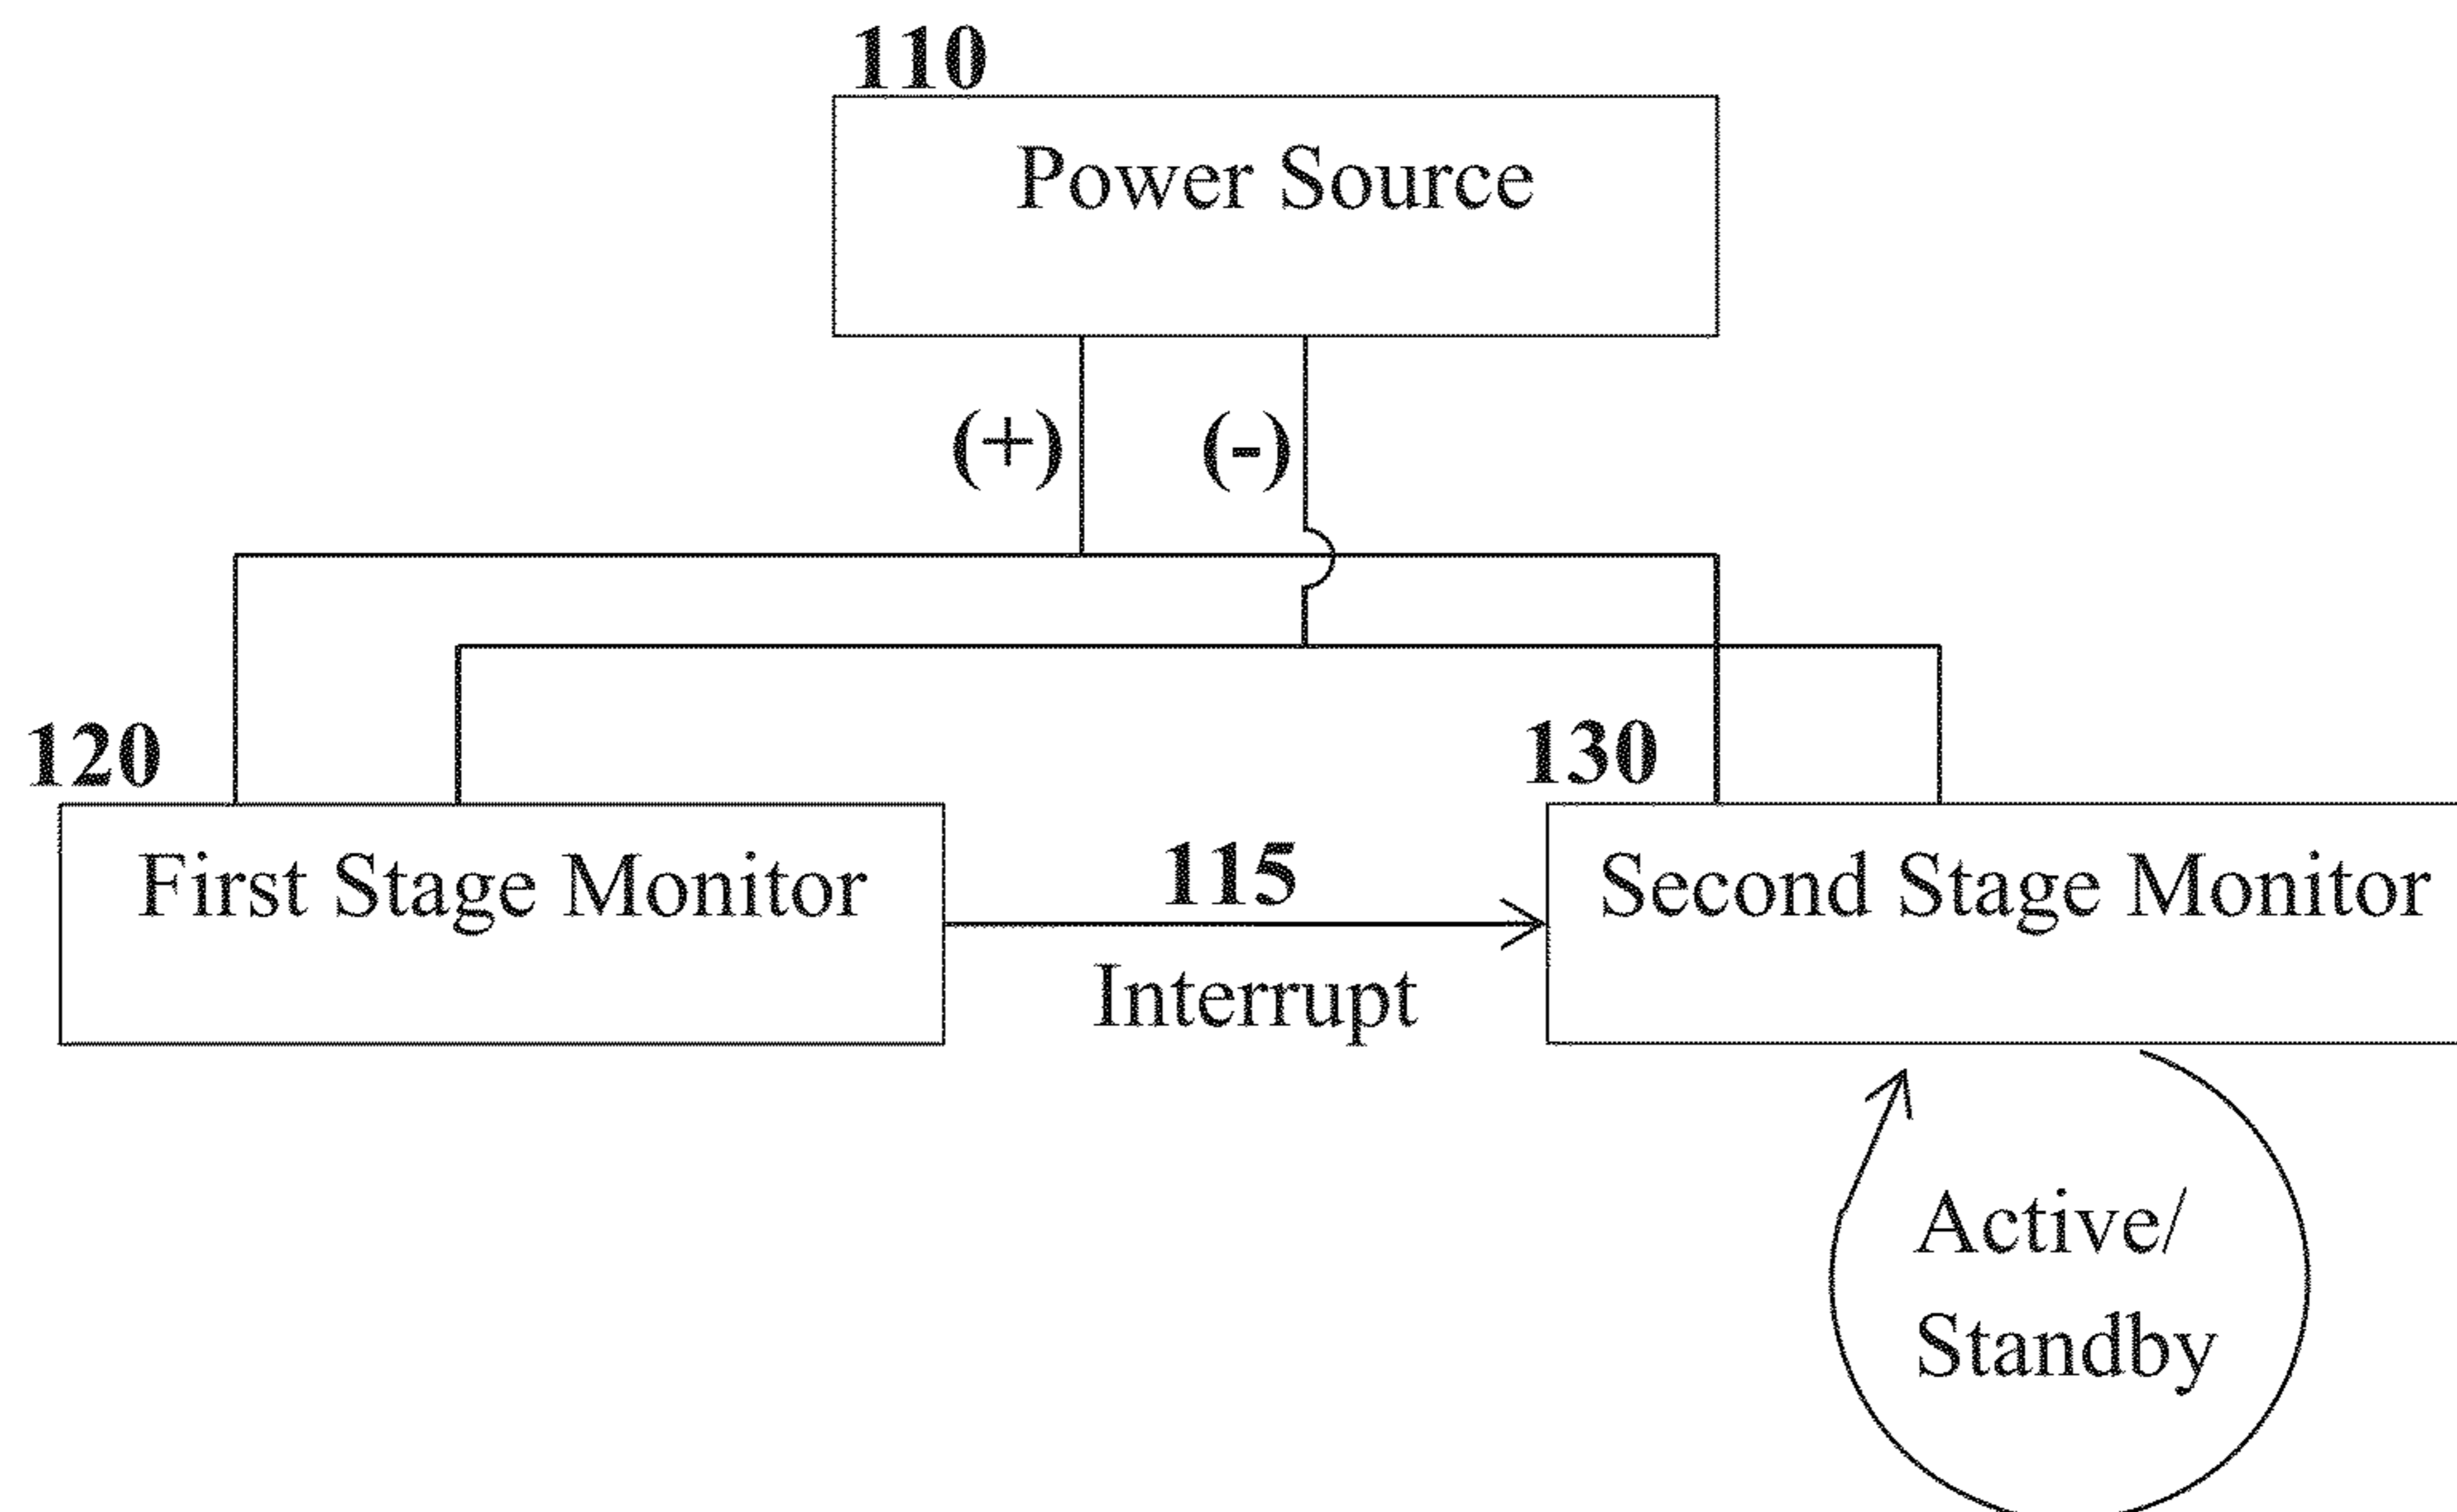 110
Power Source
(+)
(-)
120
130
First Stage Monitor
115
Second Stage Monitor
Interrupt
Active/
Standby